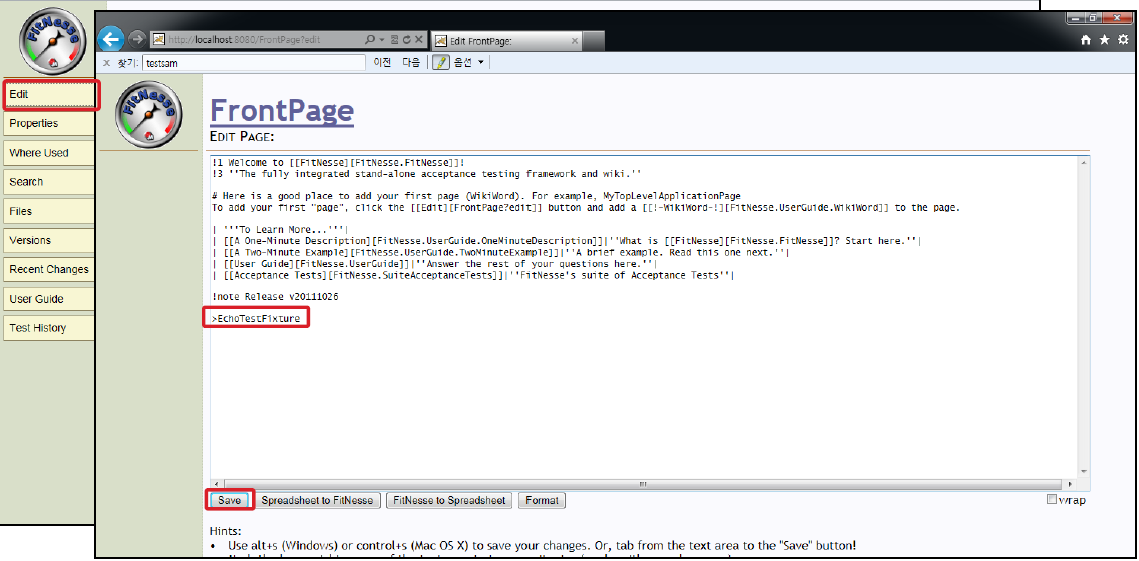 FitNesse
Edit
Properties
Where Used
Search
Files
Versions
Recent Changes
User Guide
Test History
http://localhost:8080/FrontPage?edit
Edit FrontPage:
x 찾기: testsam
이전 다음 옵션
FitNesse
FrontPage
EDIT PAGE:
!1 Welcome to [[FitNesse][FitNesse.FitNesse]]!
!3 ''The fully integrated stand-alone acceptance testing framework and wiki.''
# Here is a good place to add your first page (WikiWord). For example, MyTopLevelApplicationPage
To add your first "page", click the [[Edit][FrontPage?edit]] button and add a [[!-WikiWord-!][FitNesse.UserGuide.WikiWord]] to the page.
| '''To Learn More...'''|
| [[A One-Minute Description][FitNesse.UserGuide.OneMinuteDescription]]|''What is [[FitNesse][FitNesse.FitNesse]]? Start here.''|
| [[A Two-Minute Example][FitNesse.UserGuide.TwoMinuteExample]]|''A brief example. Read this one next.''|
| [[User Guide][FitNesse.UserGuide]]|''Answer the rest of your questions here.''|
| [[Acceptance Tests][FitNesse.SuiteAcceptanceTests]]|''FitNesse's suite of Acceptance Tests''|
!note Release v20111026
>EchoTestFixture
Save Spreadsheet to FitNesse FitNesse to Spreadsheet Format wrap
Hints:
• Use alt+s (Windows) or control+s (Mac OS X) to save your changes. Or, tab from the text area to the "Save" button!